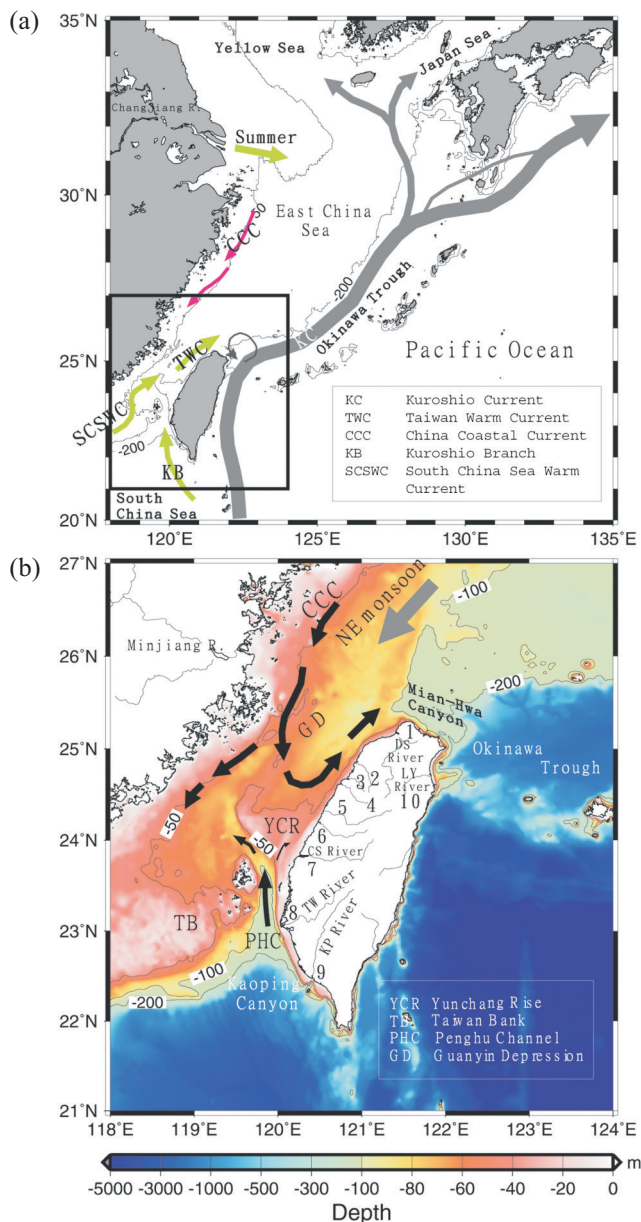 (a)
35°N
30°N
25°N
20°N
120°E
125°E
130°E
135°E
Yellow Sea
Japan Sea
ChangJiang R.
Summer
50
CCC
East China
Sea
-200
Okinawa Trough
KC
TWC
SCSWC
-200
KB
South
China Sea
Pacific Ocean
KC Kuroshio Current
TWC Taiwan Warm Current
CCC China Coastal Current
KB Kuroshio Branch
SCSWC South China Sea Warm
Current
(b)
27°N
26°N
25°N
24°N
23°N
22°N
21°N
118°E
119°E
120°E
121°E
122°E
123°E
124°E
CCC
NE monsoon
-100
Minjiang R.
-200
Mian-Hwa
Canyon
GD
1
DS
River
Okinawa
Trough
2
3
LY
River
4
5
10
-50
YCR
6
-50
CS River
7
TW River
8
TB
KP River
PHC
-100
9
Kaoping
Canyon
-200
YCR Yunchang Rise
TB Taiwan Bank
PHC Penghu Channel
GD Guanyin Depression
-5000 -3000 -1000 -200 -100 -80 -60 -40 -20 0 m
Depth